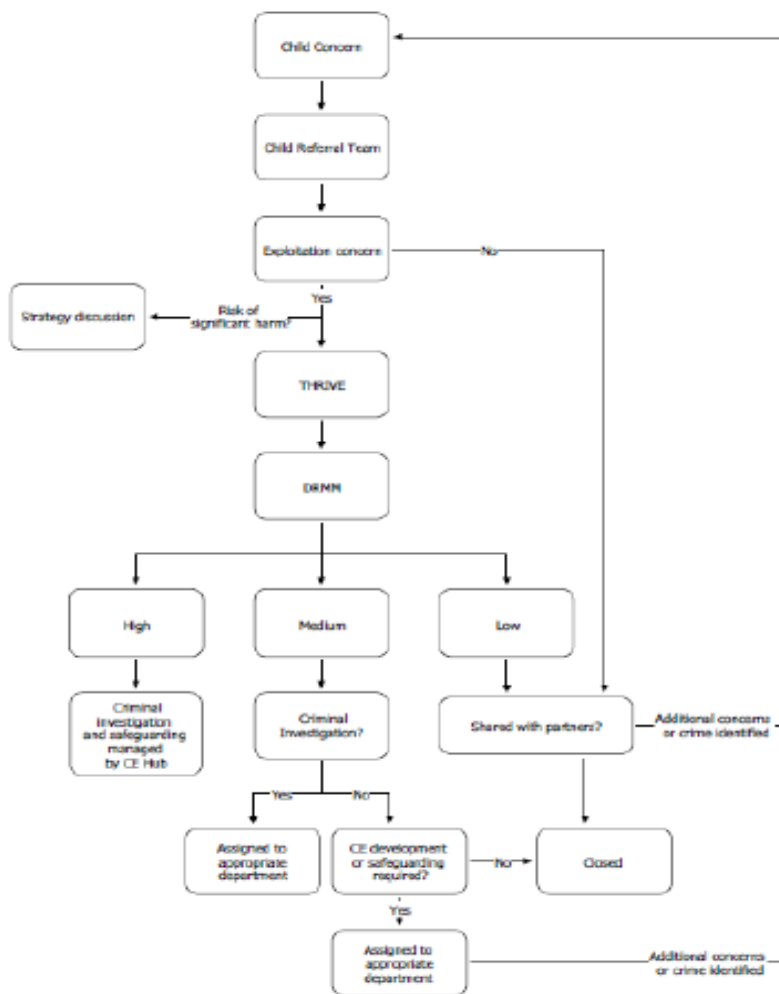 Child Concern
Child Referral Team
Exploitation concern
No
Yes
Strategy discussion
Risk of
significant harm?
THRIVE
DRMM
High
Medium
Low
Criminal
investigation
and safeguarding
managed
by CE Hub
Criminal
Investigation?
Shared with partners?
Additional concerns
or crime identified
Yes
No
Assigned to
appropriate
department
CE development
or safeguarding
required?
No
Closed
Yes
Assigned to
appropriate
department
Additional concerns
or crime identified